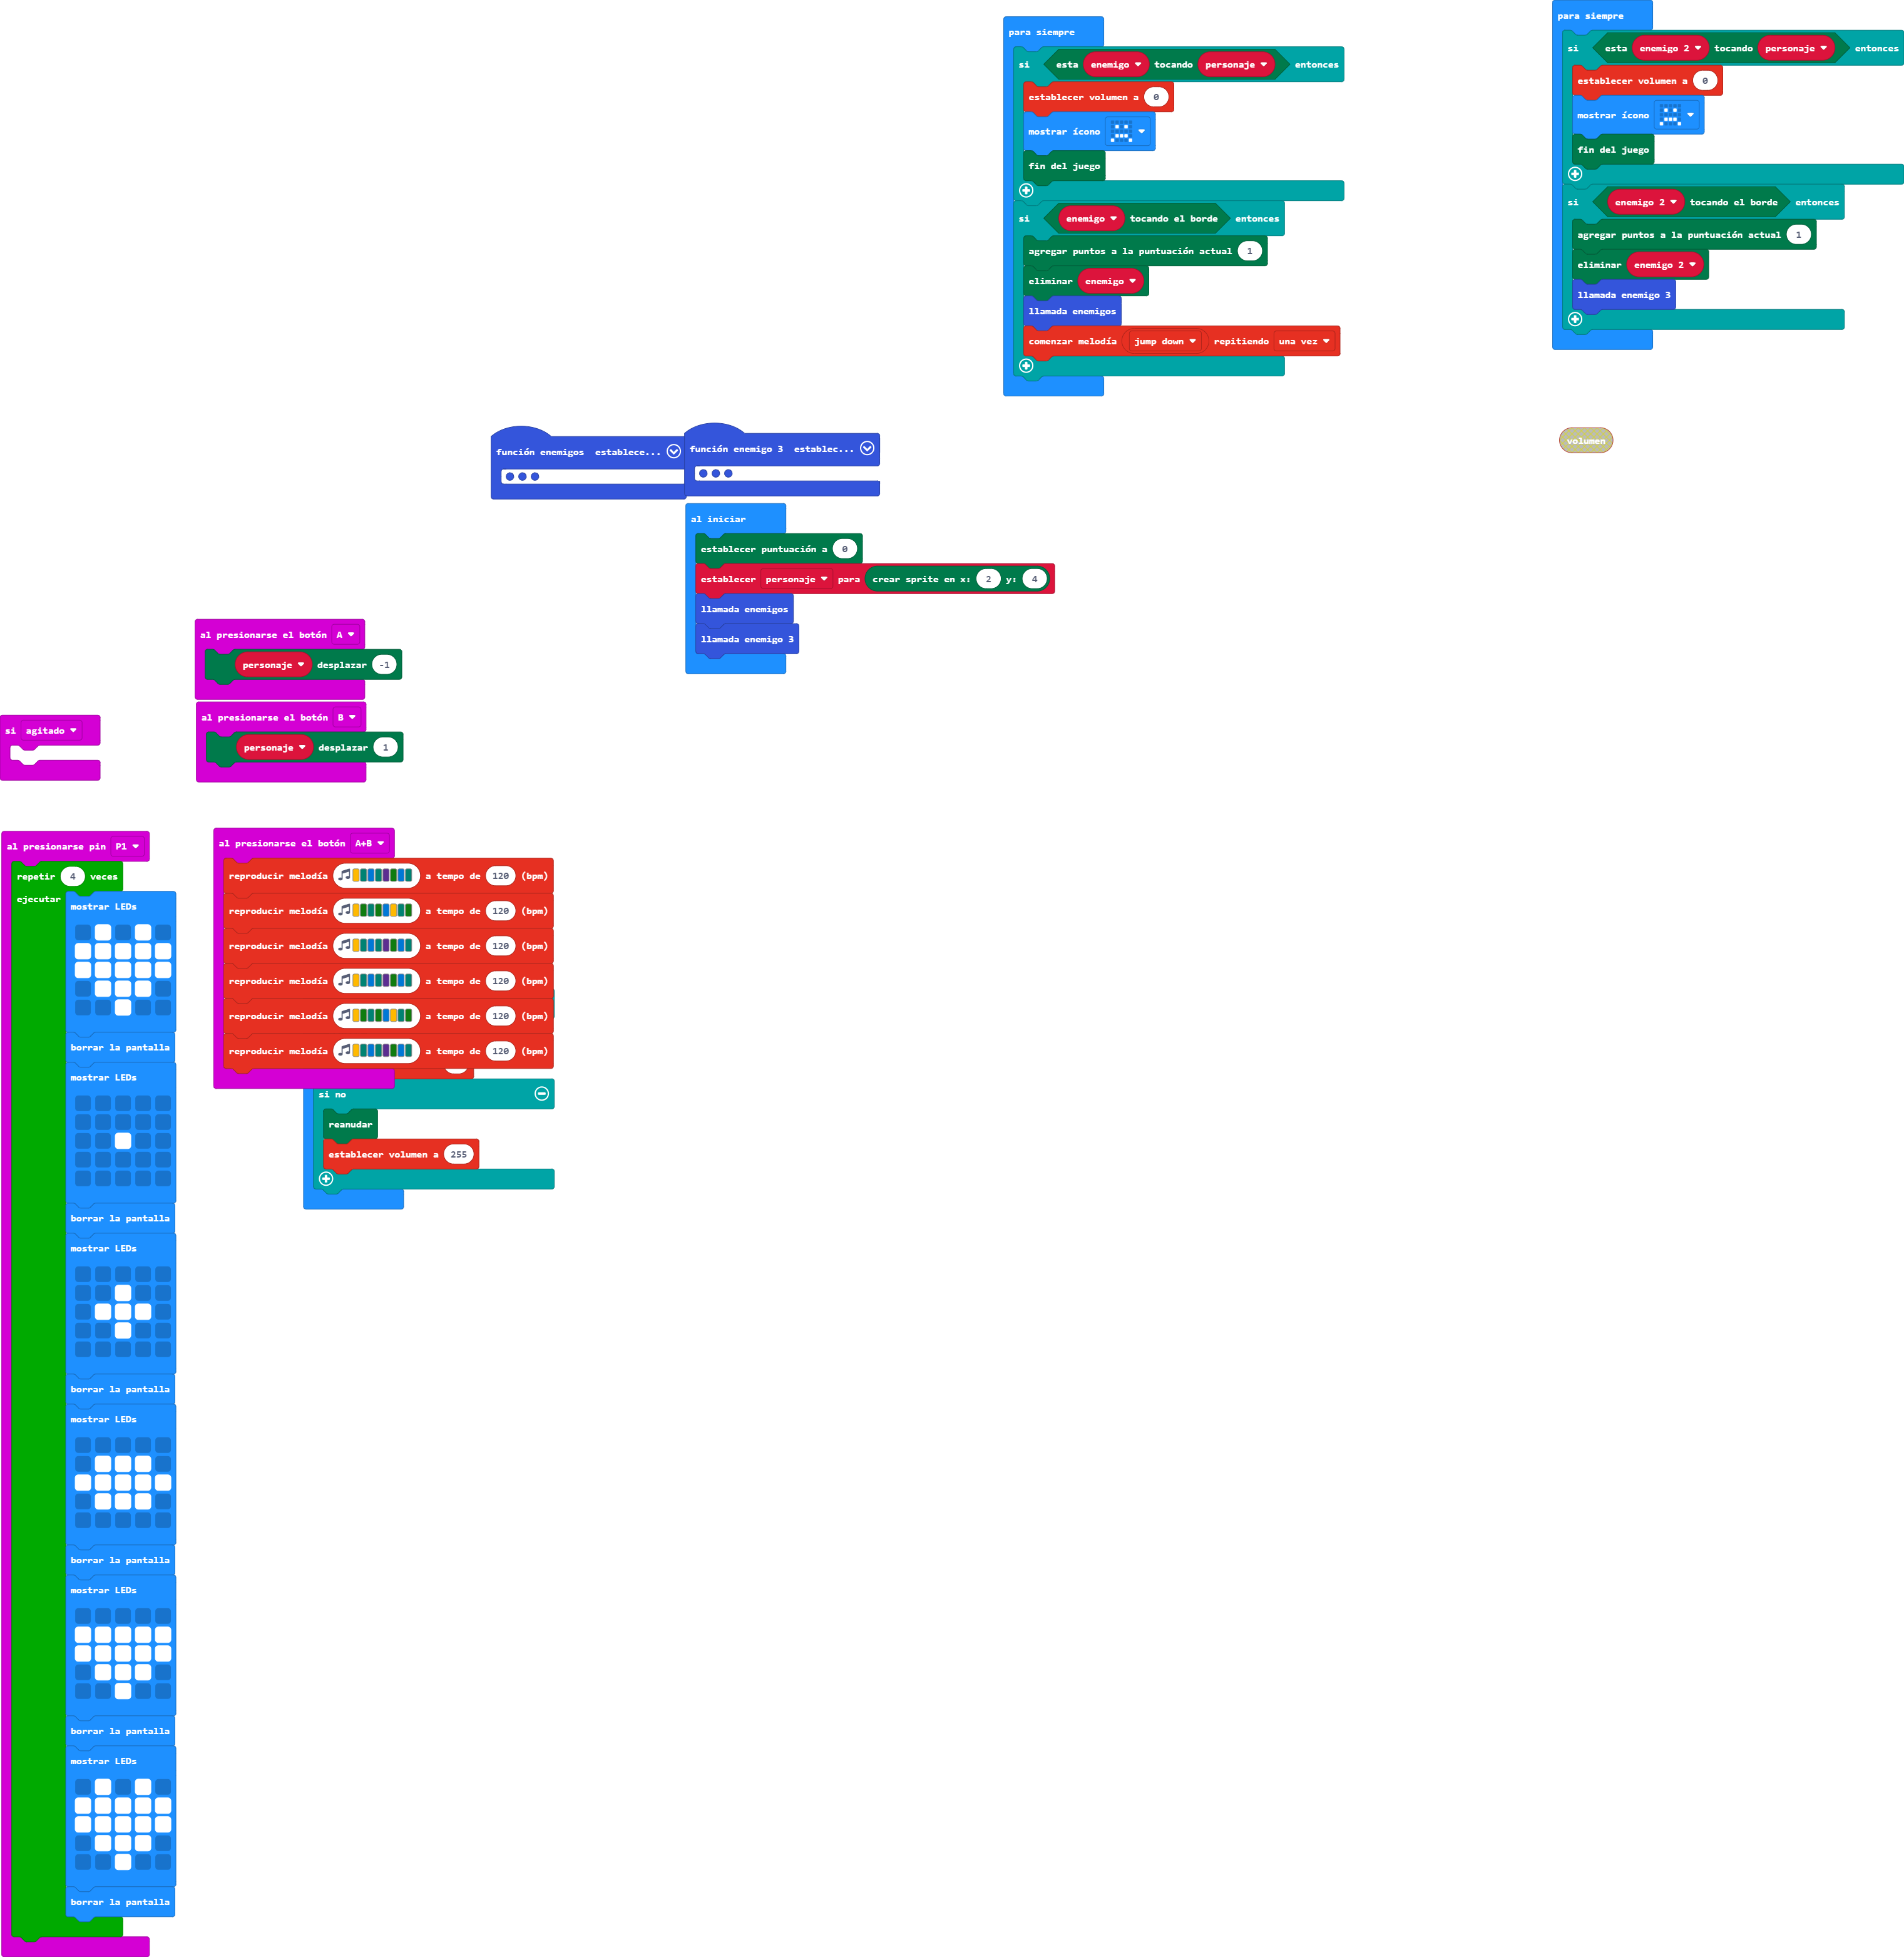 para siempre
si esta enemigo tocando personaje entonces
establecer volumen a 0
mostrar ícono
fin del juego
si enemigo tocando el borde entonces
agregar puntos a la puntuación actual 1
eliminar enemigo
llamada enemigos
comenzar melodía jump down repitiendo una vez
para siempre
si esta enemigo 2 tocando personaje entonces
establecer volumen a 0
mostrar ícono
fin del juego
si enemigo 2 tocando el borde entonces
agregar puntos a la puntuación actual 1
eliminar enemigo 2
llamada enemigo 3
volumen
función enemigos establece...
función enemigo 3 establec...
al iniciar
establecer puntuación a 0
establecer personaje para crear sprite en x: 2 y: 4
llamada enemigos
llamada enemigo 3
al presionarse el botón A
personaje desplazar -1
al presionarse el botón B
personaje desplazar 1
si agitado
al presionarse pin P1
repetir 4 veces
ejecutar
mostrar LEDs
borrar la pantalla
mostrar LEDs
borrar la pantalla
mostrar LEDs
borrar la pantalla
mostrar LEDs
borrar la pantalla
mostrar LEDs
borrar la pantalla
mostrar LEDs
borrar la pantalla
al presionarse el botón A+B
reproducir melodía a tempo de 120 (bpm)
reproducir melodía a tempo de 120 (bpm)
reproducir melodía a tempo de 120 (bpm)
reproducir melodía a tempo de 120 (bpm)
reproducir melodía a tempo de 120 (bpm)
reproducir melodía a tempo de 120 (bpm)
si no
reanudar
establecer volumen a 255